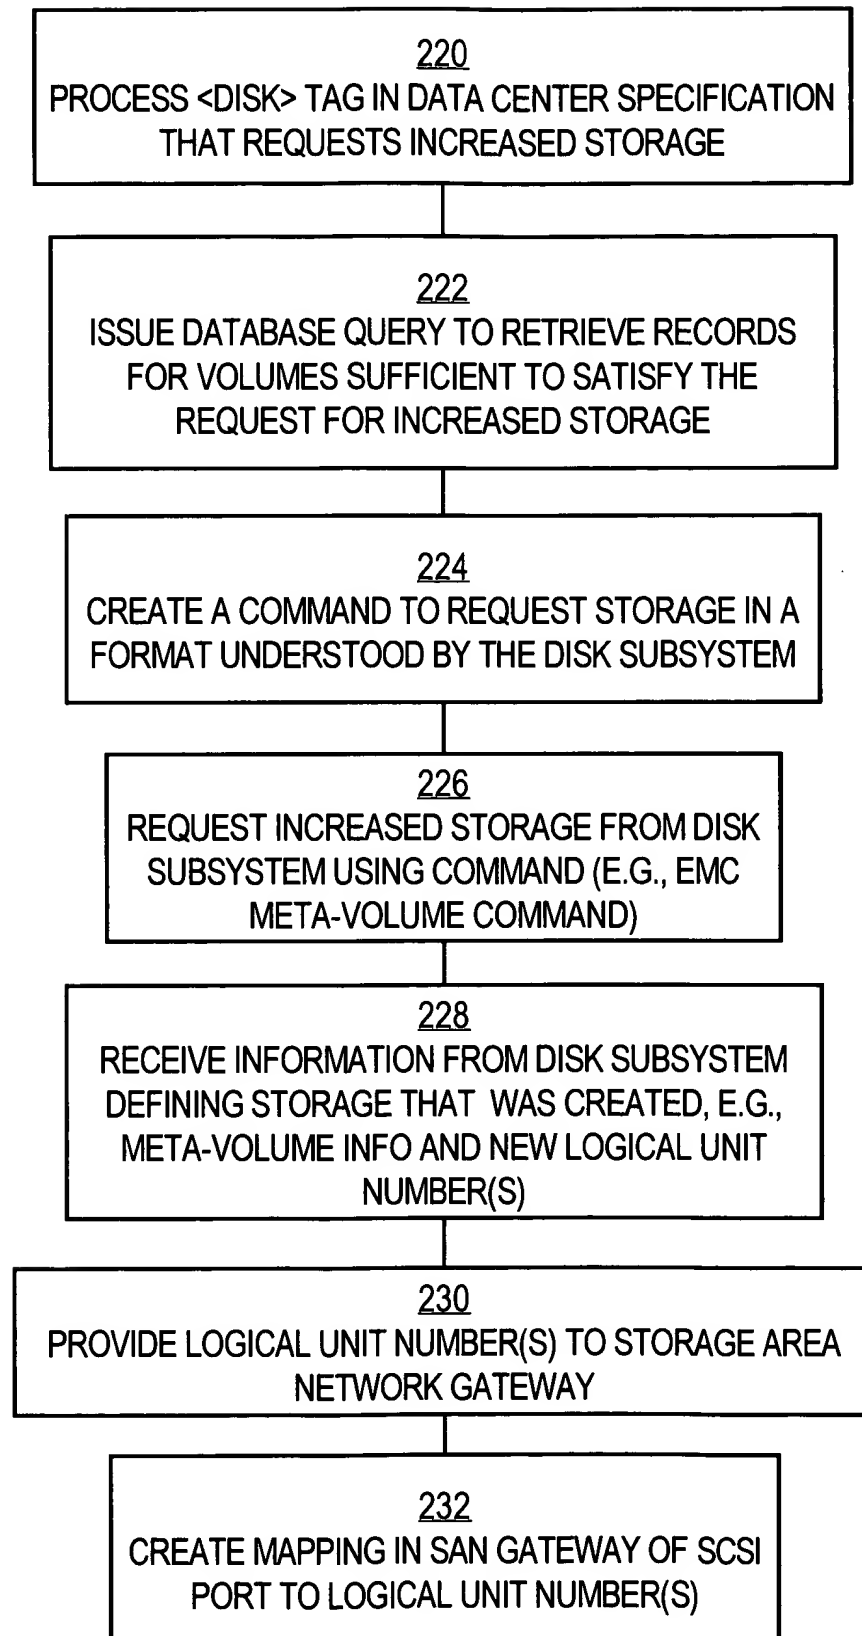 220
PROCESS <DISK> TAG IN DATA CENTER SPECIFICATION
THAT REQUESTS INCREASED STORAGE
222
ISSUE DATABASE QUERY TO RETRIEVE RECORDS
FOR VOLUMES SUFFICIENT TO SATISFY THE
REQUEST FOR INCREASED STORAGE
224
CREATE A COMMAND TO REQUEST STORAGE IN A
FORMAT UNDERSTOOD BY THE DISK SUBSYSTEM
226
REQUEST INCREASED STORAGE FROM DISK
SUBSYSTEM USING COMMAND (E.G., EMC
META-VOLUME COMMAND)
228
RECEIVE INFORMATION FROM DISK SUBSYSTEM
DEFINING STORAGE THAT WAS CREATED, E.G.,
META-VOLUME INFO AND NEW LOGICAL UNIT
NUMBER(S)
230
PROVIDE LOGICAL UNIT NUMBER(S) TO STORAGE AREA
NETWORK GATEWAY
232
CREATE MAPPING IN SAN GATEWAY OF SCSI
PORT TO LOGICAL UNIT NUMBER(S)